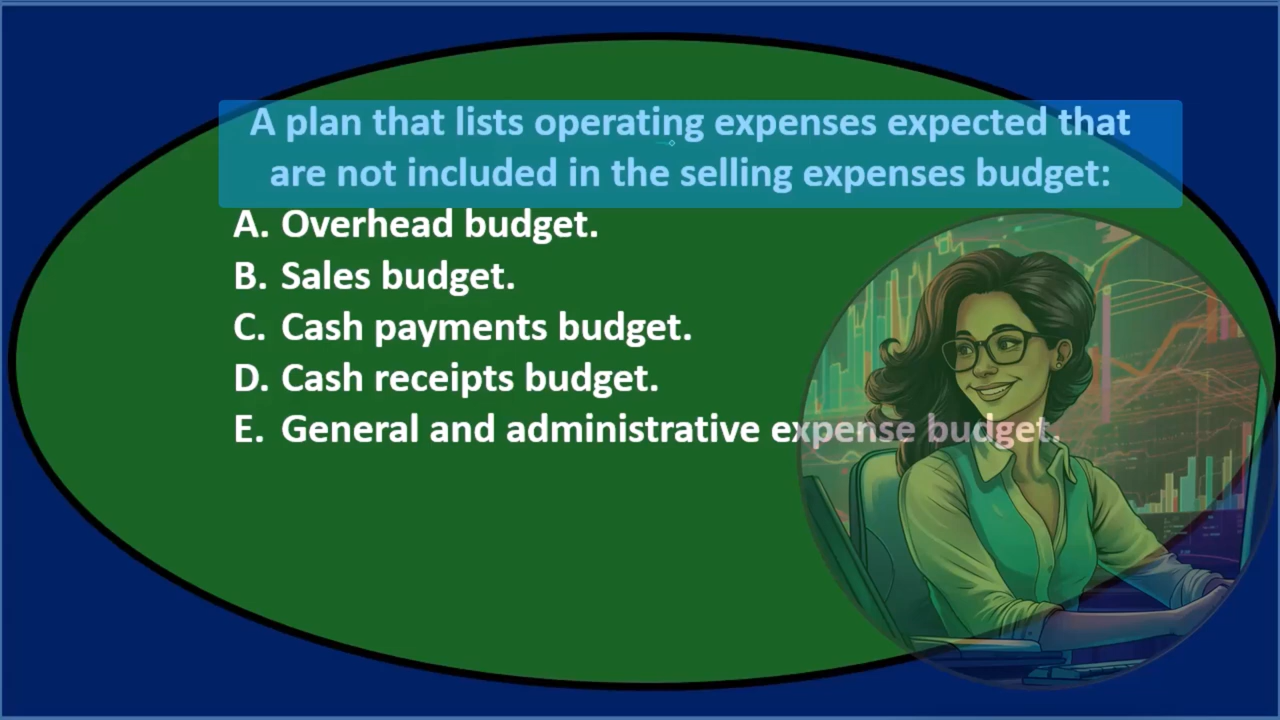 A plan that lists operating expenses expected that
are not included in the selling expenses budget:
A. Overhead budget.
B. Sales budget.
C. Cash payments budget.
D. Cash receipts budget.
E. General and administrative expense budget.